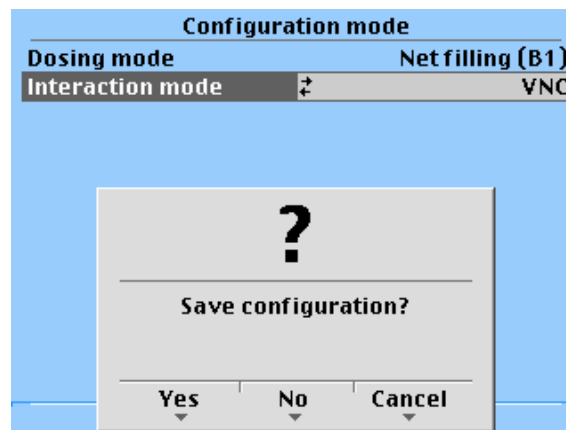 Configuration mode
Dosing mode Net filling (B1)
Interaction mode VNC
?
Save configuration?
Yes No Cancel